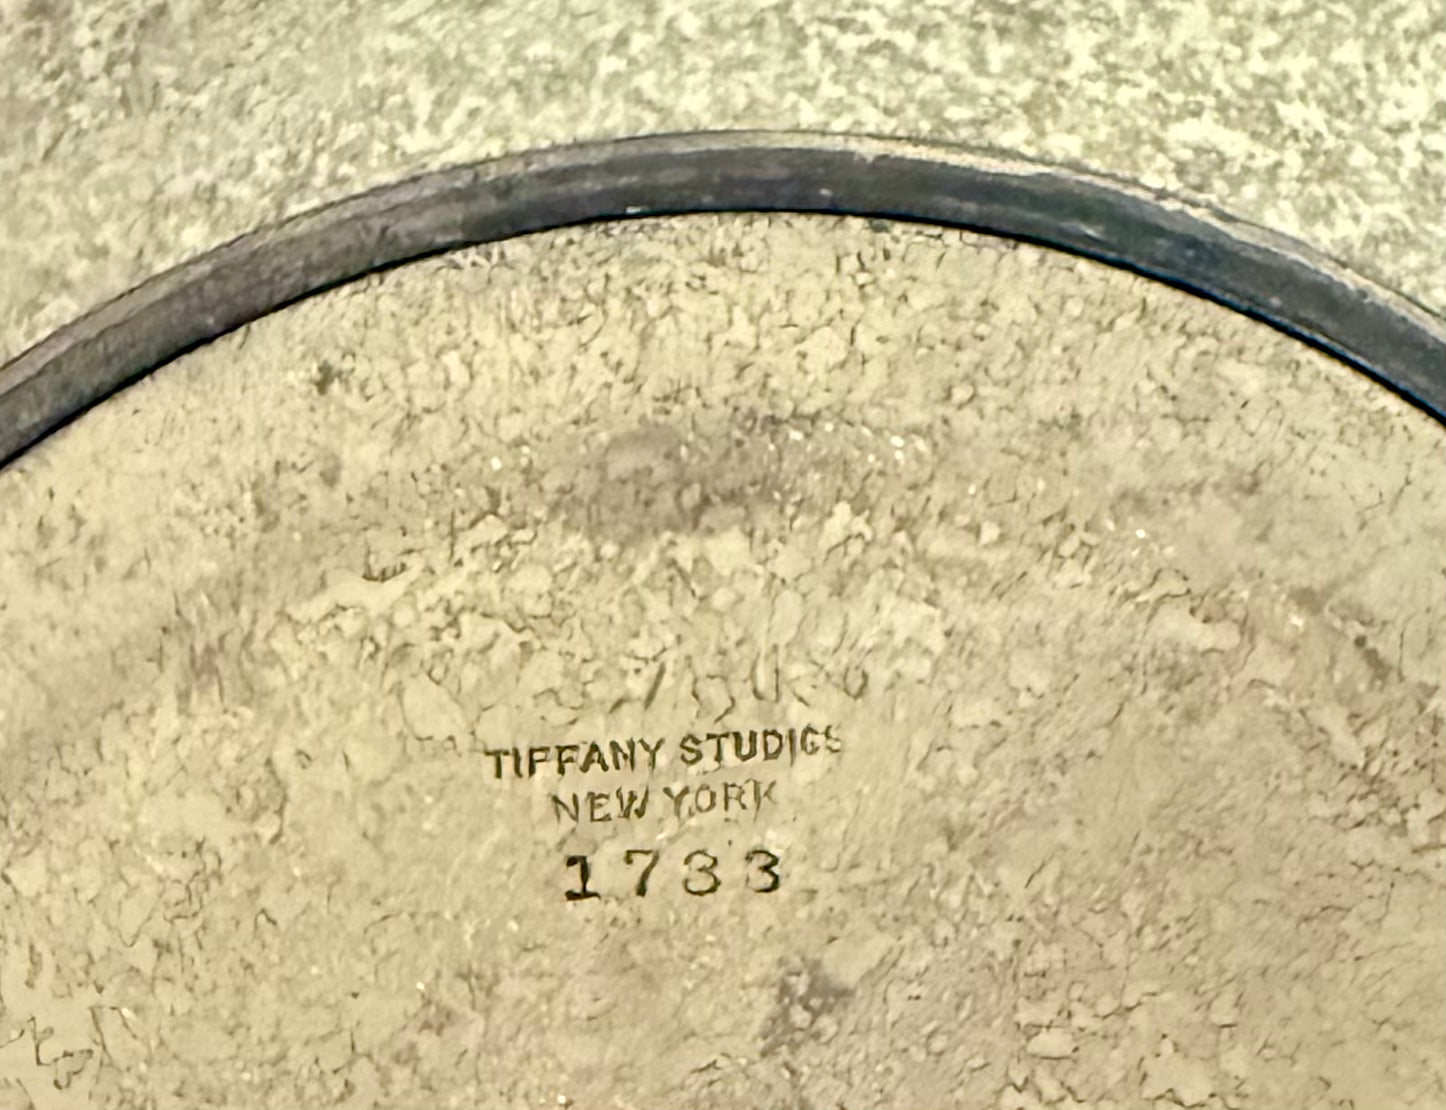 TIFFANY STUDIOS
NEW YORK
1733